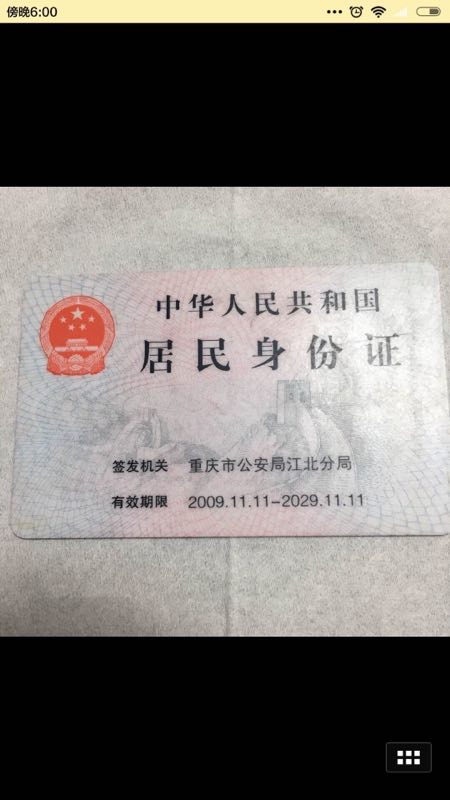 傍晚6:00
中华人民共和国
居民身份证
签发机关 重庆市公安局江北分局
有效期限 2009.11.11-2029.11.11